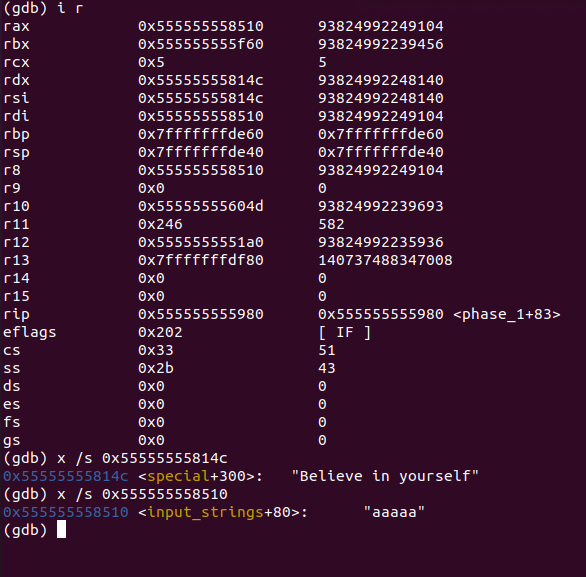 (gdb) i r
rax            0x555555558510      93824992249104
rbx            0x555555555f60      93824992239456
rcx            0x5                 5
rdx            0x55555555814c      93824992248140
rsi            0x55555555814c      93824992248140
rdi            0x555555558510      93824992249104
rbp            0x7fffffffde60      0x7fffffffde60
rsp            0x7fffffffde40      0x7fffffffde40
r8             0x555555558510      93824992249104
r9             0x0                 0
r10            0x55555555604d      93824992239693
r11            0x246               582
r12            0x5555555551a0      93824992235936
r13            0x7fffffffdf80      140737488347008
r14            0x0                 0
r15            0x0                 0
rip            0x555555555980      0x555555555980 <phase_1+83>
eflags         0x202               [ IF ]
cs             0x33                51
ss             0x2b                43
ds             0x0                 0
es             0x0                 0
fs             0x0                 0
gs             0x0                 0
(gdb) x /s 0x55555555814c
0x55555555814c <special+300>:   "Believe in yourself"
(gdb) x /s 0x555555558510
0x555555558510 <input_strings+80>:      "aaaaa"
(gdb)